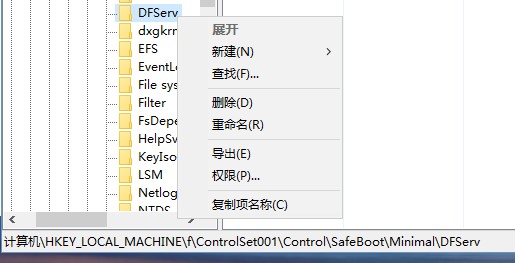 DFServ
dxgkrn
EFS
EventLo
File sys
Filter
FsDepe
HelpSv
KeyIso
LSM
Netlog
NTDS
展开
新建(N)
查找(F)...
删除(D)
重命名(R)
导出(E)
权限(P)...
复制项名称(C)
计算机\HKEY_LOCAL_MACHINE\f\ControlSet001\Control\SafeBoot\Minimal\DFServ